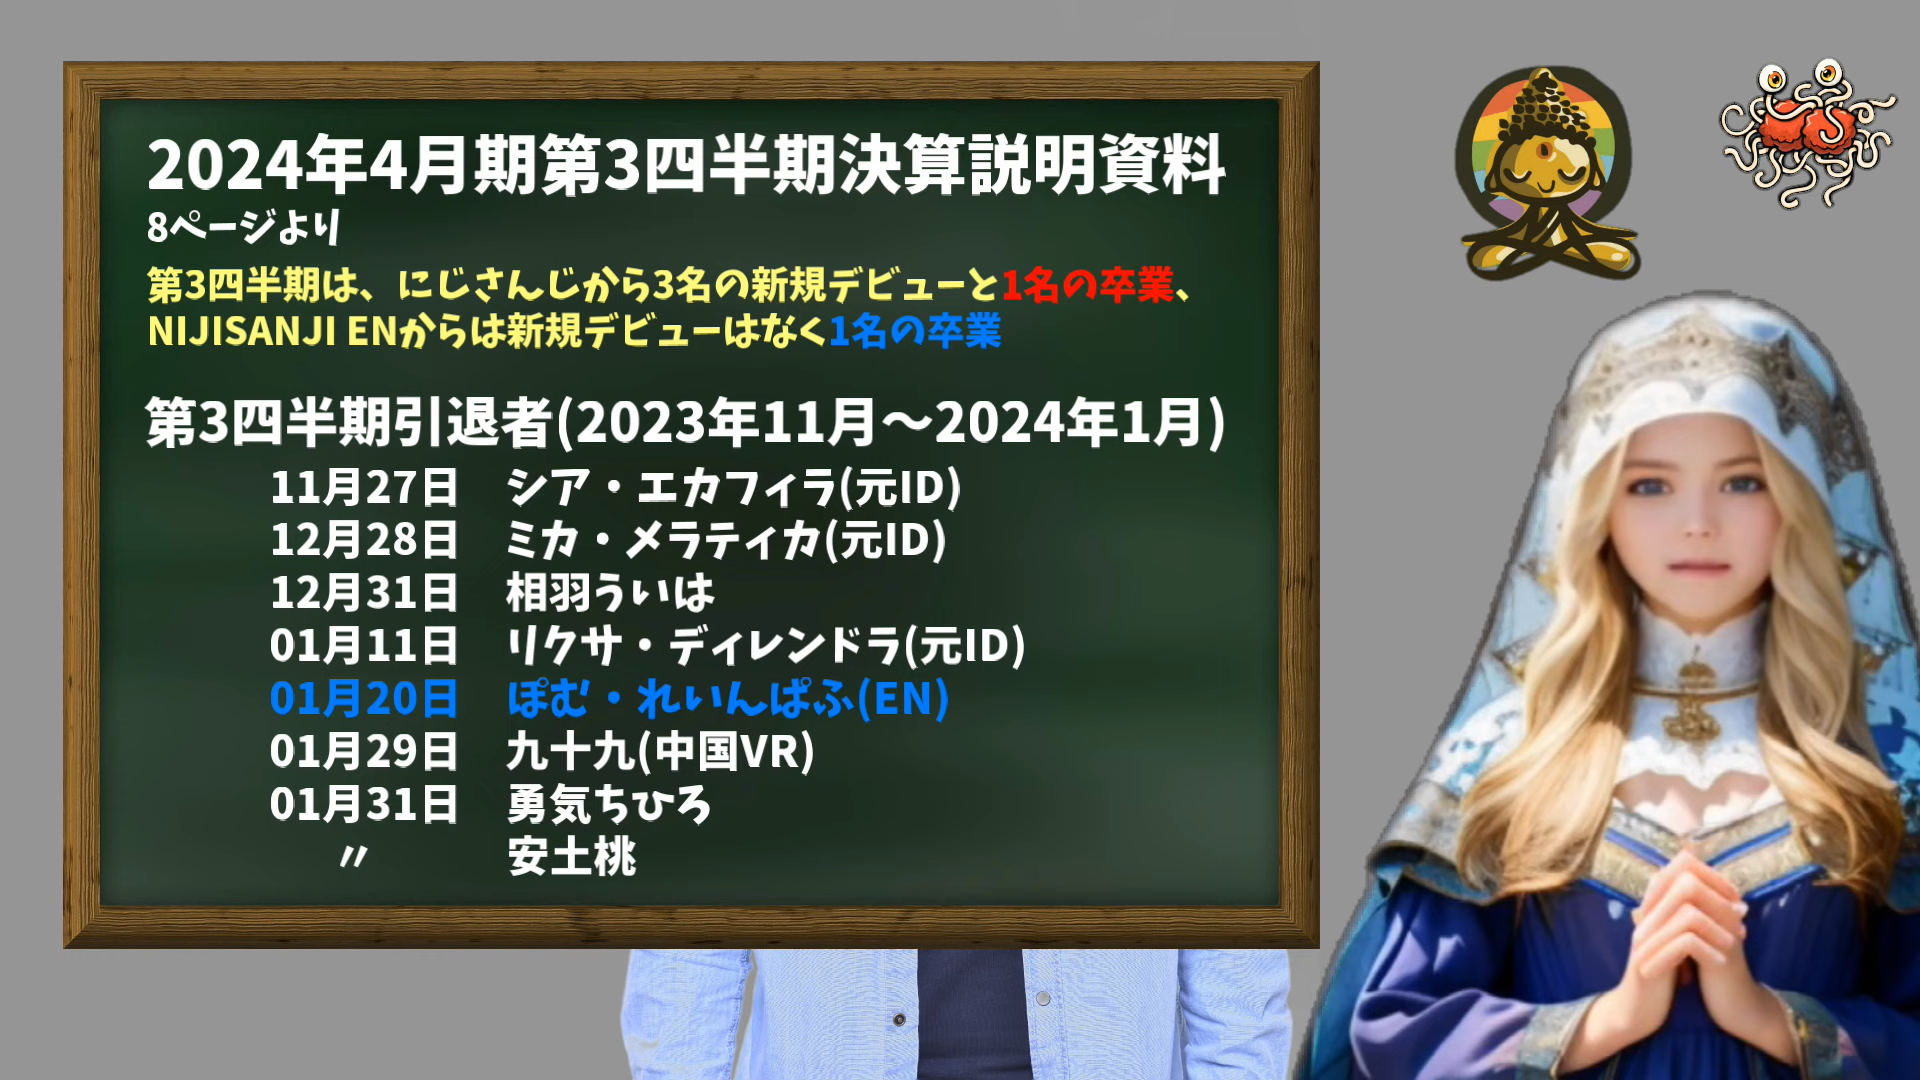 2024年4月期第3四半期決算説明資料
8ページより
第3四半期は、にじさんじから3名の新規デビューと1名の卒業、
NIJISANJI ENからは新規デビューはなく1名の卒業
第3四半期引退者(2023年11月～2024年1月)
11月27日 シア・エカフィラ(元ID)
12月28日 ミカ・メラティカ(元ID)
12月31日 相羽ういは
01月11日 リクサ・ディレンドラ(元ID)
01月20日 ぽむ・れいんぱふ(EN)
01月29日 九十九(中国VR)
01月31日 勇気ちひろ
〃 安土桃